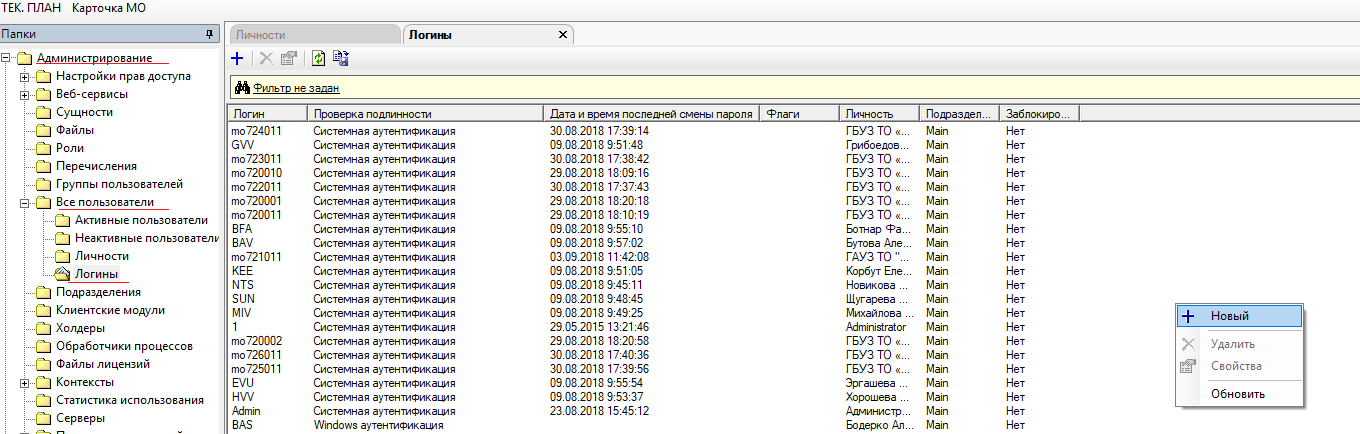 ТЕК. ПЛАН Карточка МО
Папки
Администрирование
Настройки прав доступа
Веб-сервисы
Сущности
Файлы
Роли
Перечисления
Группы пользователей
Все пользователи
Активные пользователи
Неактивные пользователи
Личности
Логины
Подразделения
Клиентские модули
Холдеры
Обработчики процессов
Файлы лицензий
Контексты
Статистика использования
Серверы
Личности Логины
Фильтр не задан
Логин Проверка подлинности Дата и время последней смены пароля Флаги Личность Подраздел... Заблокиро...
mo724011 Системная аутентификация 30.08.2018 17:39:14 ГБУЗ ТО «... Main Нет
GVV Системная аутентификация 09.08.2018 9:51:48 Грибоедов... Main Нет
mo723011 Системная аутентификация 30.08.2018 17:38:42 ГБУЗ ТО «... Main Нет
mo720010 Системная аутентификация 29.08.2018 18:09:16 ГБУЗ ТО «... Main Нет
mo722011 Системная аутентификация 30.08.2018 17:37:43 ГБУЗ ТО «... Main Нет
mo720001 Системная аутентификация 29.08.2018 18:20:18 ГБУЗ ТО «... Main Нет
mo720011 Системная аутентификация 29.08.2018 18:10:19 ГБУЗ ТО «... Main Нет
BFA Системная аутентификация 09.08.2018 9:55:10 Ботнар Фа... Main Нет
BAV Системная аутентификация 09.08.2018 9:57:02 Бутова Але... Main Нет
mo721011 Системная аутентификация 03.09.2018 11:42:08 ГАУЗ ТО "... Main Нет
KEE Системная аутентификация 09.08.2018 9:51:05 Корбут Еле... Main Нет
NTS Системная аутентификация 09.08.2018 9:45:11 Новикова ... Main Нет
SUN Системная аутентификация 09.08.2018 9:48:45 Щугарева ... Main Нет
MIV Системная аутентификация 09.08.2018 9:49:25 Михайлова ... Main Нет
1 Системная аутентификация 29.05.2015 13:21:46 Administrator Main Нет
mo720002 Системная аутентификация 29.08.2018 18:20:58 ГБУЗ ТО «... Main Нет
mo726011 Системная аутентификация 30.08.2018 17:40:36 ГБУЗ ТО «... Main Нет
mo725011 Системная аутентификация 30.08.2018 17:39:56 ГБУЗ ТО «... Main Нет
EVU Системная аутентификация 09.08.2018 9:55:54 Эргашева ... Main Нет
HVV Системная аутентификация 09.08.2018 9:53:37 Хорошева ... Main Нет
Admin Системная аутентификация 23.08.2018 15:45:12 Администр... Main Нет
BAS Windows аутентификация Бодерко Ал... Main Нет
Новый
Удалить
Свойства
Обновить